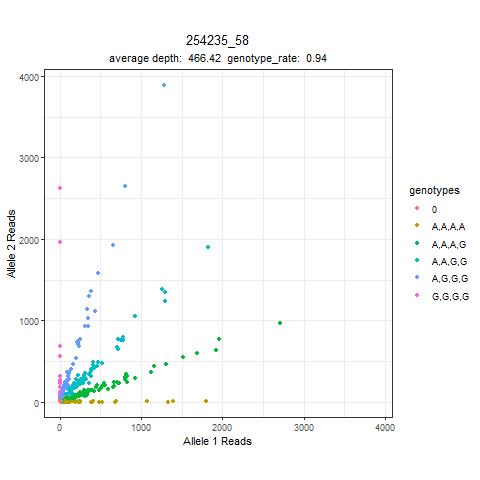 254235_58
average depth:  466.42  genotype_rate:  0.94
4000
3000
2000
1000
0
Allele 2 Reads
0 1000 2000 3000 4000
Allele 1 Reads
genotypes
0
A,A,A,A
A,A,A,G
A,A,G,G
A,G,G,G
G,G,G,G